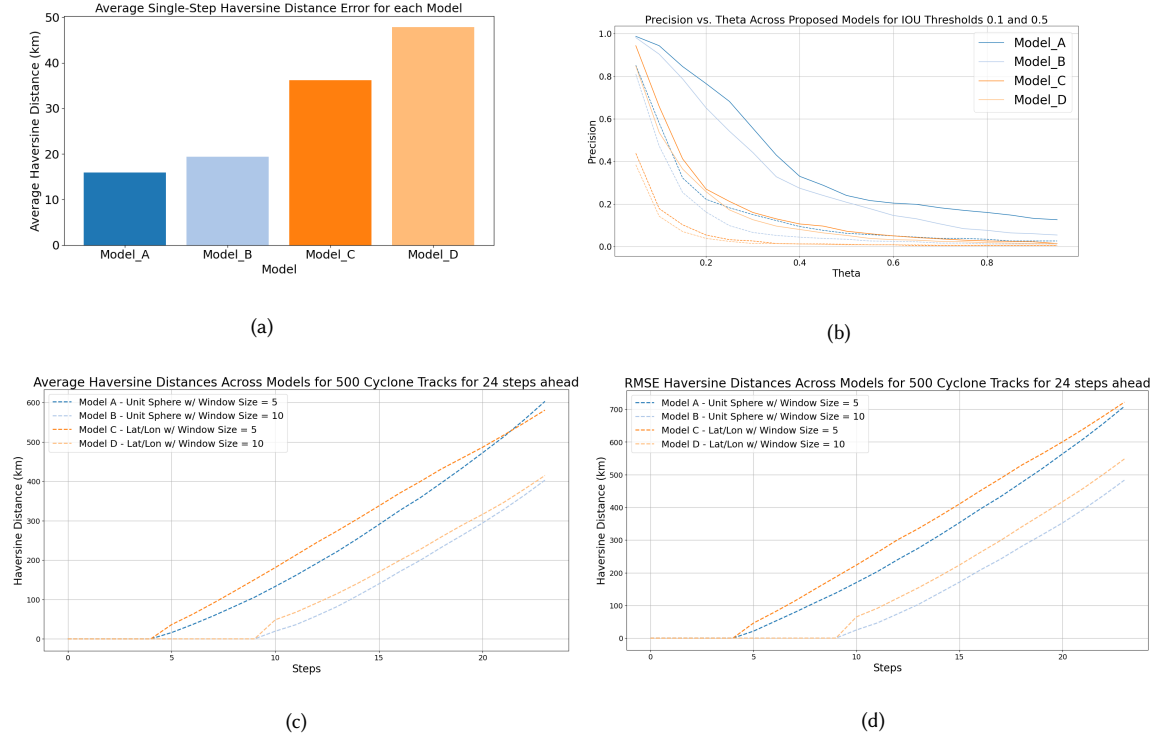 Average Single-Step Haversine Distance Error for each Model
50
40
30
20
10
0
Average Haversine Distance (km)
Model_A Model_B Model_C Model_D
Model
(a)
Precision vs. Theta Across Proposed Models for IOU Thresholds 0.1 and 0.5
1.0
0.8
0.6
0.4
0.2
0.0
Precision
Model_A
Model_B
Model_C
Model_D
0.2 0.4 0.6 0.8
Theta
(b)
Average Haversine Distances Across Models for 500 Cyclone Tracks for 24 steps ahead
600
500
400
300
200
100
0
Haversine Distance (km)
Model A - Unit Sphere w/ Window Size = 5
Model B - Unit Sphere w/ Window Size = 10
Model C - Lat/Lon w/ Window Size = 5
Model D - Lat/Lon w/ Window Size = 10
0 5 10 15 20
Steps
(c)
RMSE Haversine Distances Across Models for 500 Cyclone Tracks for 24 steps ahead
700
600
500
400
300
200
100
0
Haversine Distance (km)
Model A - Unit Sphere w/ Window Size = 5
Model B - Unit Sphere w/ Window Size = 10
Model C - Lat/Lon w/ Window Size = 5
Model D - Lat/Lon w/ Window Size = 10
0 5 10 15 20
Steps
(d)